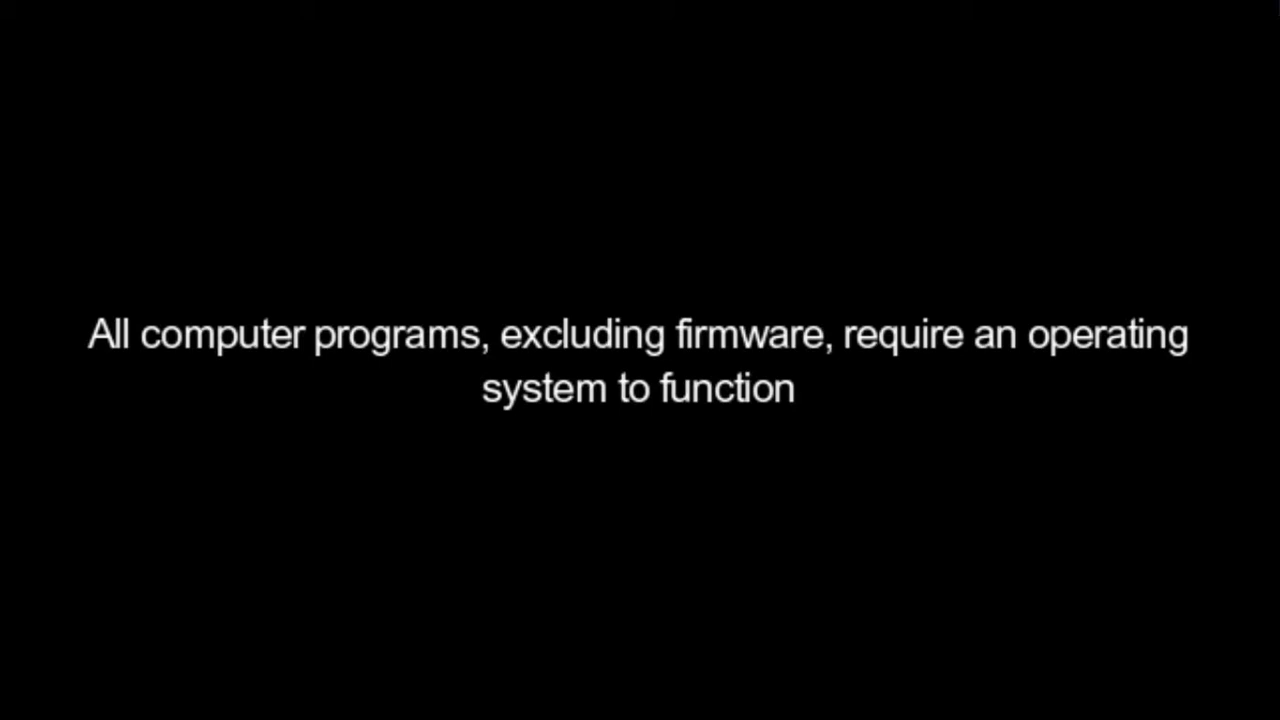 All computer programs, excluding firmware, require an operating
system to function